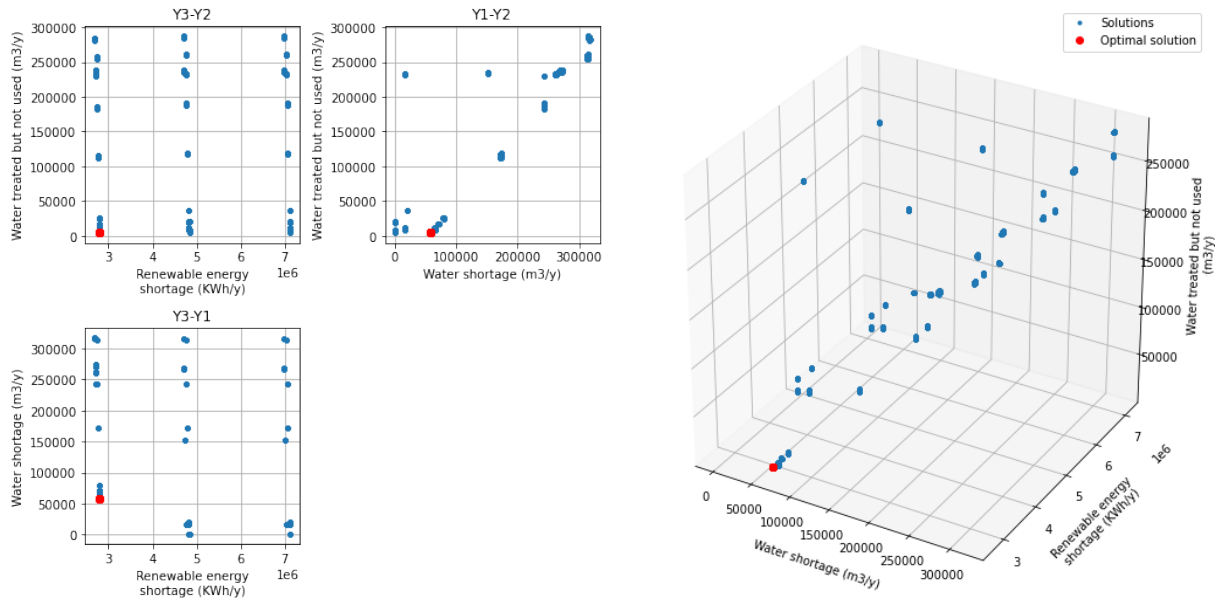 Y3-Y2
300000
250000
200000
150000
100000
50000
0
Water treated but not used (m3/y)
3
4
5
6
7
1e6
Renewable energy
shortage (KWh/y)
Y1-Y2
300000
250000
200000
150000
100000
50000
0
Water treated but not used (m3/y)
0
100000
200000
300000
Water shortage (m3/y)
Y3-Y1
300000
250000
200000
150000
100000
50000
0
Water shortage (m3/y)
3
4
5
6
7
1e6
Renewable energy
shortage (KWh/y)
Solutions
Optimal solution
250000
200000
150000
100000
50000
Water treated but not used
(m3/y)
7
6
5
4
3
1e6
Renewable energy
shortage (KWh/y)
0
50000
100000
150000
200000
250000
300000
Water shortage (m3/y)